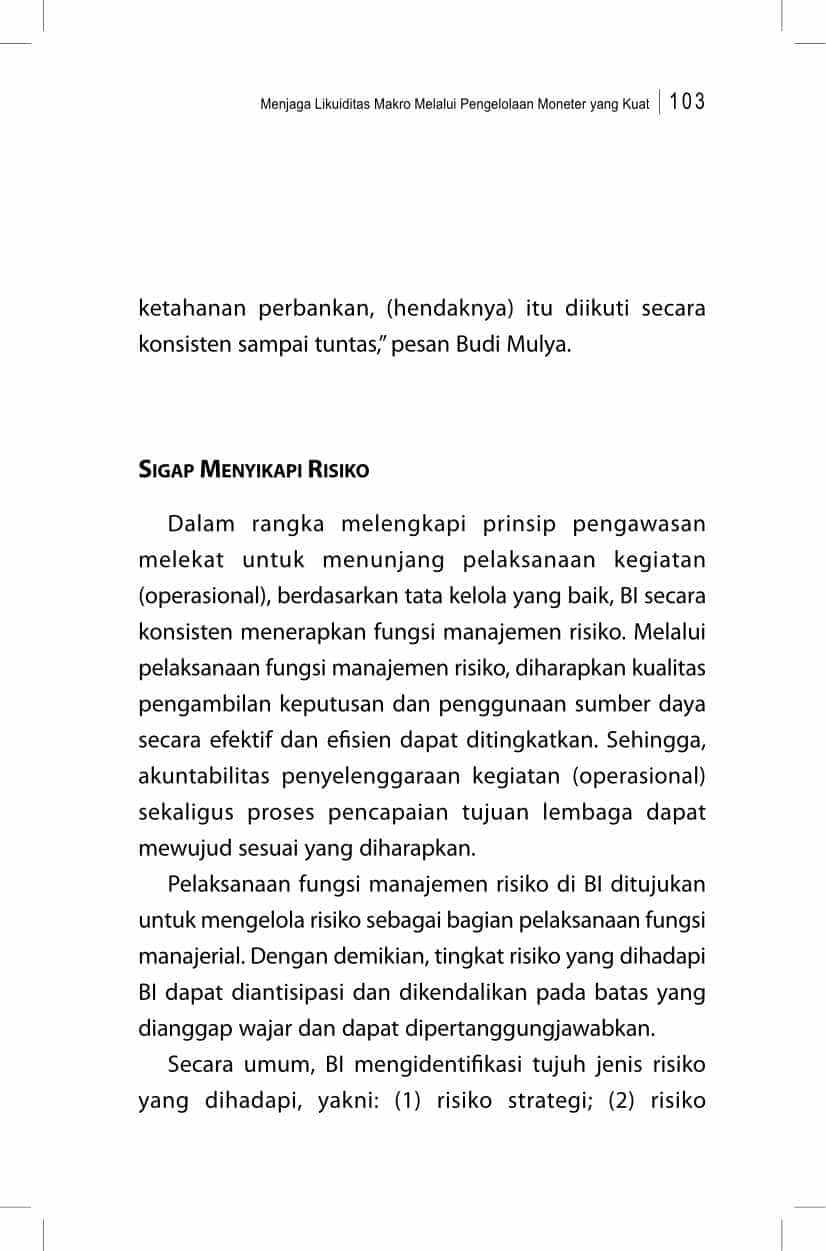 Menjaga Likuiditas Makro Melalui Pengelolaan Moneter yang Kuat 103
ketahanan perbankan, (hendaknya) itu diikuti secara
konsisten sampai tuntas,” pesan Budi Mulya.
SIGAP MENYIKAPI RISIKO
Dalam rangka melengkapi prinsip pengawasan
melekat untuk menunjang pelaksanaan kegiatan
(operasional), berdasarkan tata kelola yang baik, BI secara
konsisten menerapkan fungsi manajemen risiko. Melalui
pelaksanaan fungsi manajemen risiko, diharapkan kualitas
pengambilan keputusan dan penggunaan sumber daya
secara efektif dan efisien dapat ditingkatkan. Sehingga,
akuntabilitas penyelenggaraan kegiatan (operasional)
sekaligus proses pencapaian tujuan lembaga dapat
mewujud sesuai yang diharapkan.
Pelaksanaan fungsi manajemen risiko di BI ditujukan
untuk mengelola risiko sebagai bagian pelaksanaan fungsi
manajerial. Dengan demikian, tingkat risiko yang dihadapi
BI dapat diantisipasi dan dikendalikan pada batas yang
dianggap wajar dan dapat dipertanggungjawabkan.
Secara umum, BI mengidentifikasi tujuh jenis risiko
yang dihadapi, yakni: (1) risiko strategi; (2) risiko